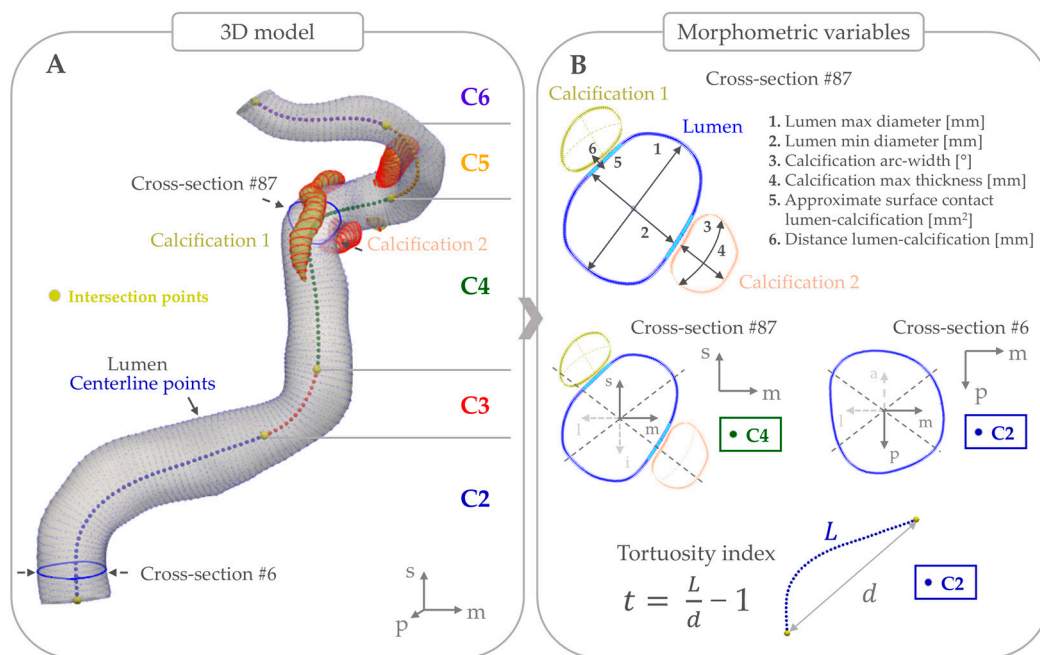 3D model
A
C6
C5
Cross-section #87
Calcification 1
Calcification 2
C4
Intersection points
Lumen
Centerline points
C3
C2
Cross-section #6
s
m
p
Morphometric variables
B
Cross-section #87
Calcification 1
Lumen
1
2
3
4
5
6
Calcification 2
1. Lumen max diameter [mm]
2. Lumen min diameter [mm]
3. Calcification arc-width [°]
4. Calcification max thickness [mm]
5. Approximate surface contact
lumen-calcification [mm²]
6. Distance lumen-calcification [mm]
Cross-section #87
s
m
s
l
m
i
C4
Cross-section #6
m
p
a
l
m
p
C2
Tortuosity index
t = L/d − 1
L
d
C2